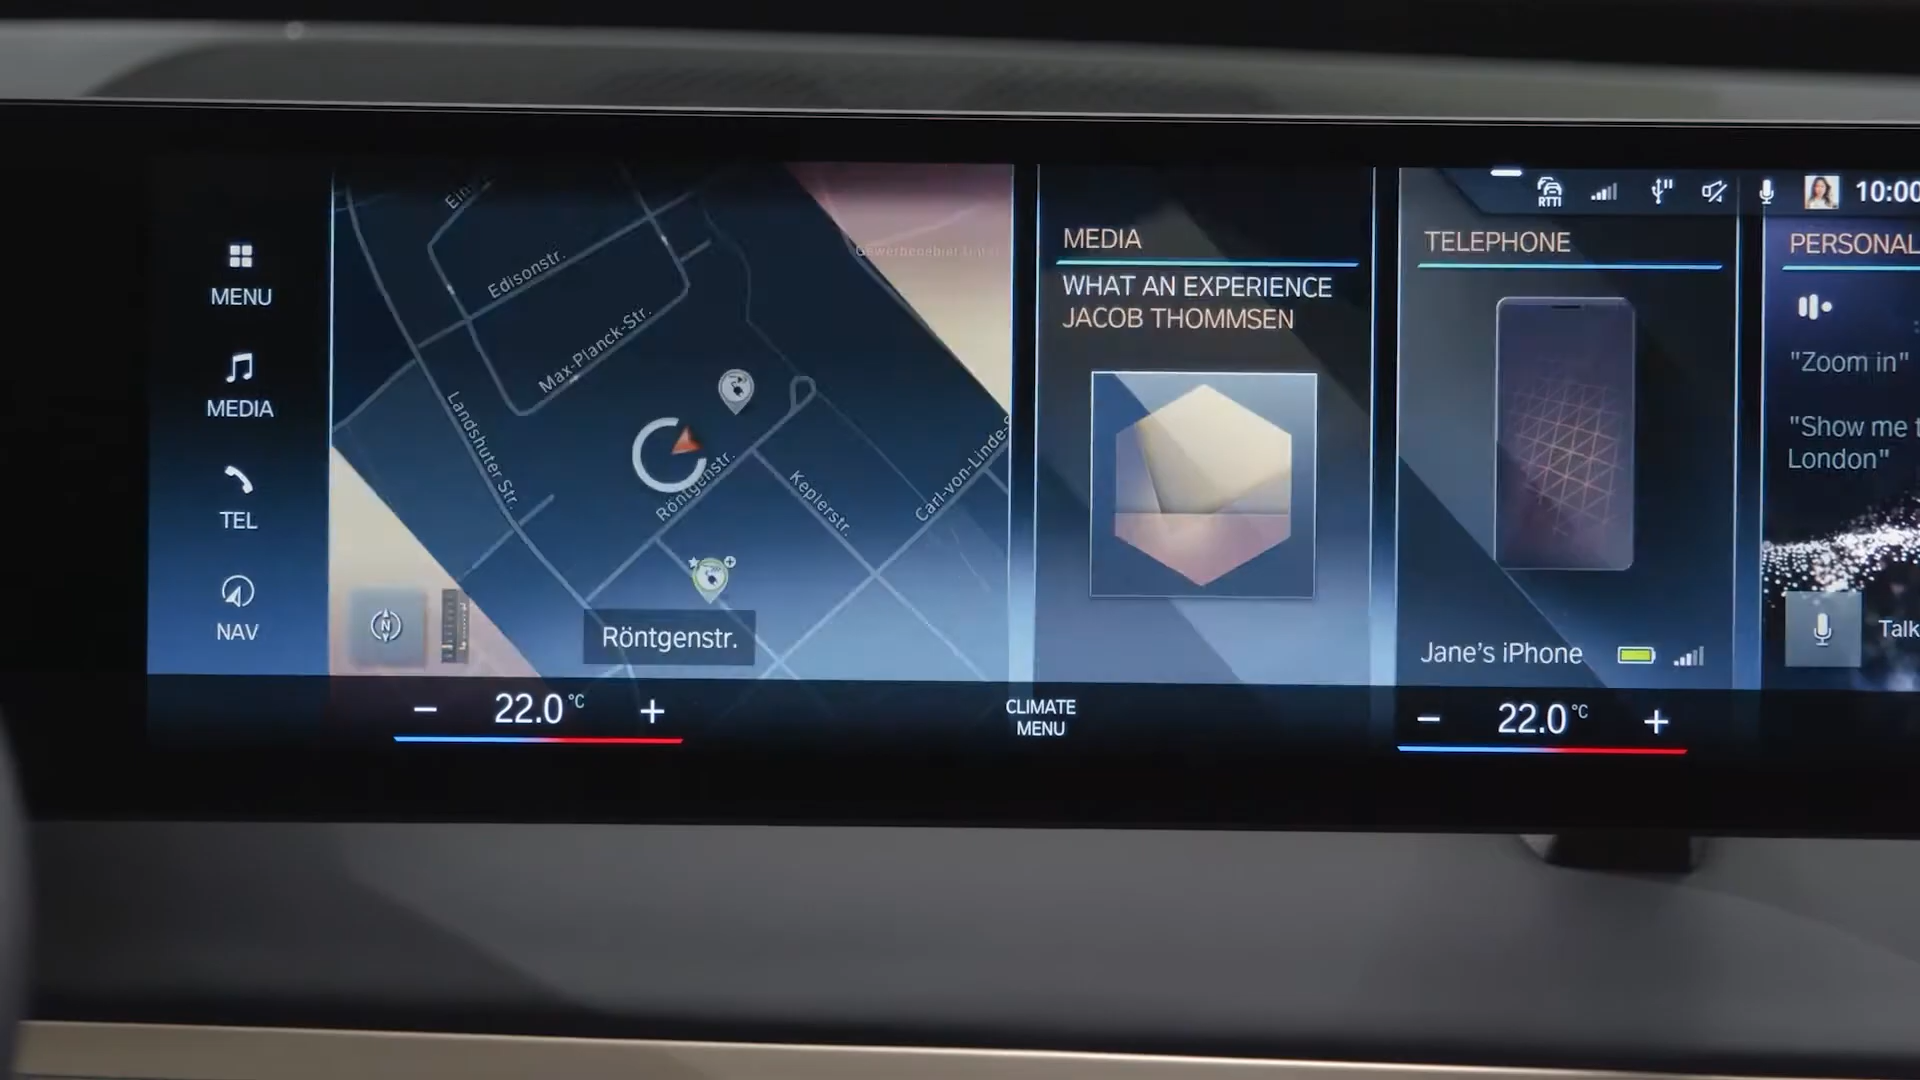 MENU
MEDIA
TEL
NAV
Edisonstr.
Max-Planck-Str.
Landshuter Str.
Röntgenstr.
Keplerstr.
Carl-von-Linde-S
N
Röntgenstr.
MEDIA
WHAT AN EXPERIENCE
JACOB THOMMSEN
RTTI
10:00
TELEPHONE
Jane's iPhone
PERSONAL
"Zoom in"
"Show me t
London"
Talk
22.0 °C
CLIMATE
MENU
22.0 °C